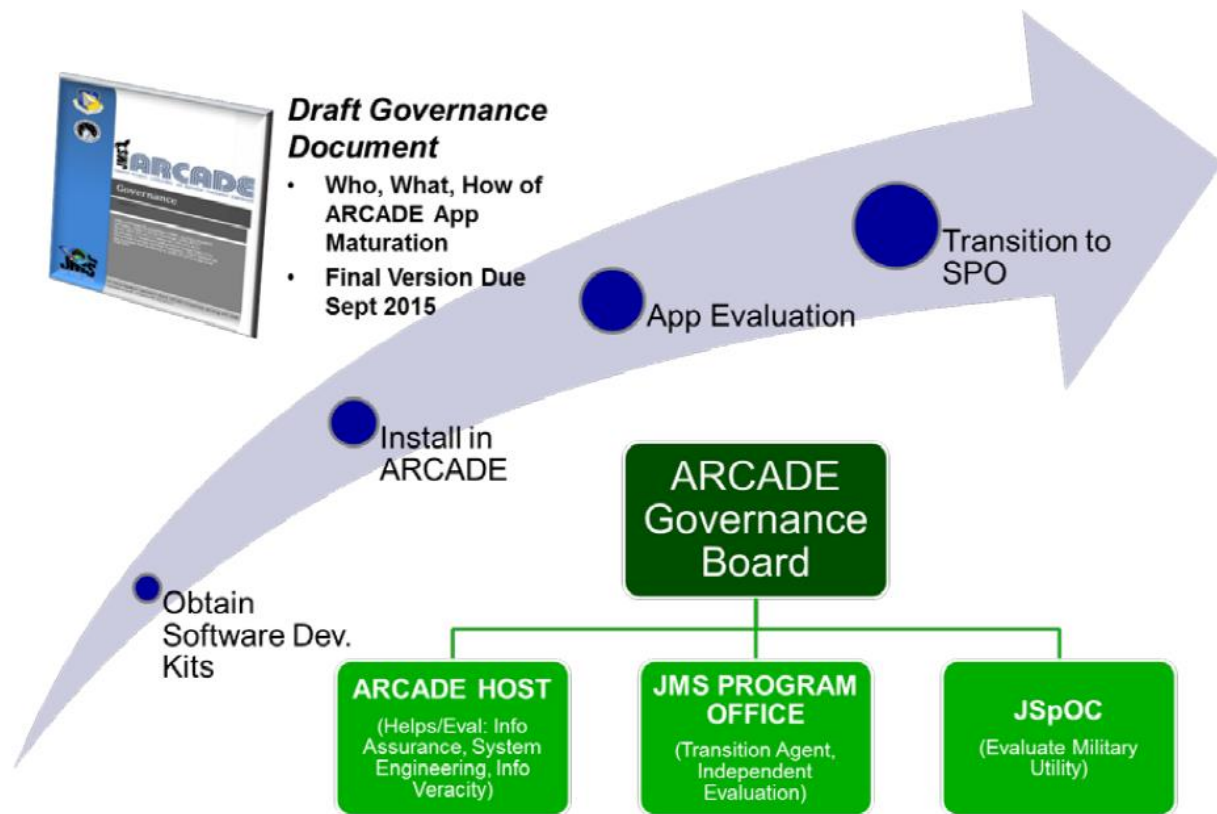 JMS
ARCADE
Governance
JMS
Draft Governance
Document
• Who, What, How of
ARCADE App
Maturation
• Final Version Due
Sept 2015
Transition to
SPO
App Evaluation
Install in
ARCADE
Obtain
Software Dev.
Kits
ARCADE
Governance
Board
ARCADE HOST
(Helps/Eval: Info
Assurance, System
Engineering, Info
Veracity)
JMS PROGRAM
OFFICE
(Transition Agent,
Independent
Evaluation)
JSpOC
(Evaluate Military
Utility)